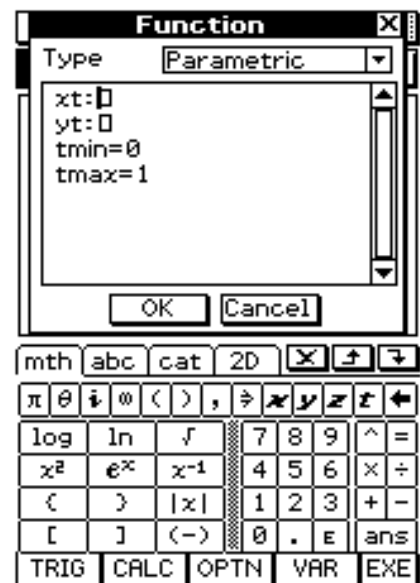 Function X
Type Parametric ▼
xt:▯
yt:▯
tmin=0
tmax=1
OK Cancel
mth abc cat 2D
π θ i ∞ ( ) , ⇒ x y z t ←
log ln √ 7 8 9 ^ =
x² eˣ x⁻¹ 4 5 6 × ÷
{ } |x| 1 2 3 + −
[ ] (−) 0 . E ans
TRIG CALC OPTN VAR EXE